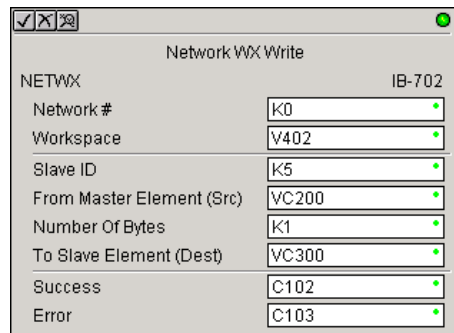 Network WX Write
NETWX IB-702
Network # K0
Workspace V402
Slave ID K5
From Master Element (Src) VC200
Number Of Bytes K1
To Slave Element (Dest) VC300
Success C102
Error C103